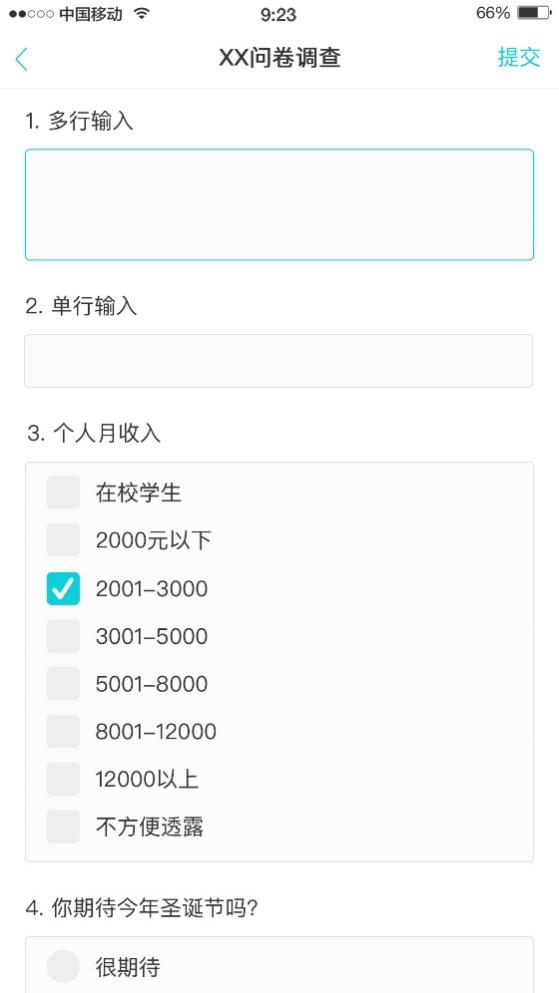 中国移动 9:23 66%
XX问卷调查 提交
1. 多行输入
2. 单行输入
3. 个人月收入
在校学生
2000元以下
2001–3000
3001–5000
5001–8000
8001–12000
12000以上
不方便透露
4. 你期待今年圣诞节吗?
很期待